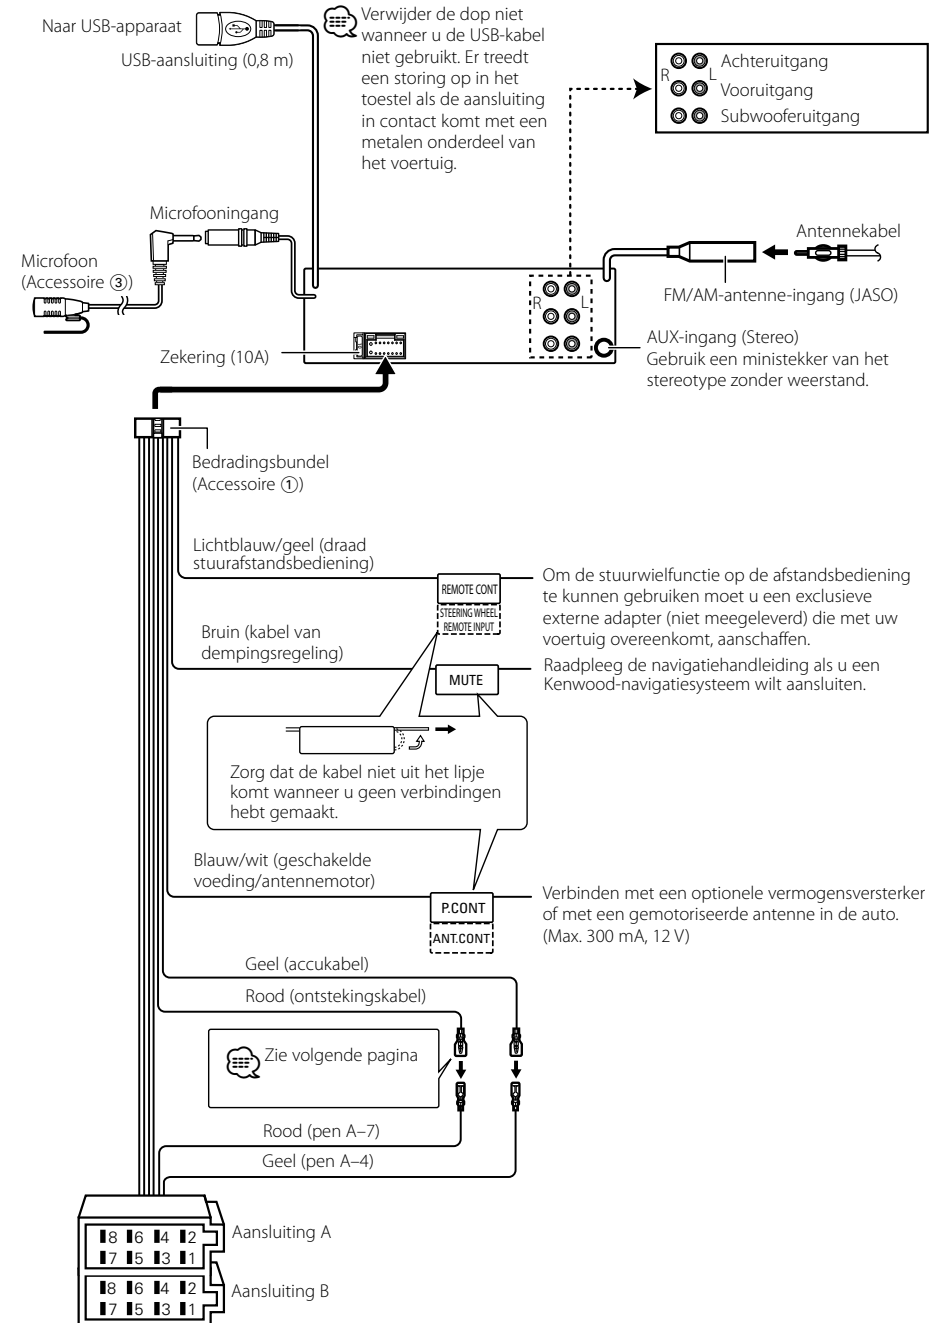 Naar USB-apparaat
USB-aansluiting (0,8 m)
Verwijder de dop niet
wanneer u de USB-kabel
niet gebruikt. Er treedt
een storing op in het
toestel als de aansluiting
in contact komt met een
metalen onderdeel van
het voertuig.
R L
Achteruitgang
Vooruitgang
Subwooferuitgang
Microfooningang
Microfoon
(Accessoire ③)
Antennekabel
FM/AM-antenne-ingang (JASO)
R L
Zekering (10A)
AUX-ingang (Stereo)
Gebruik een ministekker van het
stereotype zonder weerstand.
Bedradingsbundel
(Accessoire ①)
Lichtblauw/geel (draad
stuurafstandsbediening)
REMOTE CONT
STEERING WHEEL
REMOTE INPUT
Om de stuurwielfunctie op de afstandsbediening
te kunnen gebruiken moet u een exclusieve
externe adapter (niet meegeleverd) die met uw
voertuig overeenkomt, aanschaffen.
Bruin (kabel van
dempingsregeling)
MUTE
Raadpleeg de navigatiehandleiding als u een
Kenwood-navigatiesysteem wilt aansluiten.
Zorg dat de kabel niet uit het lipje
komt wanneer u geen verbindingen
hebt gemaakt.
Blauw/wit (geschakelde
voeding/antennemotor)
P.CONT
ANT.CONT
Verbinden met een optionele vermogensversterker
of met een gemotoriseerde antenne in de auto.
(Max. 300 mA, 12 V)
Geel (accukabel)
Rood (ontstekingskabel)
Zie volgende pagina
Rood (pen A–7)
Geel (pen A–4)
8 6 4 2
7 5 3 1
Aansluiting A
8 6 4 2
7 5 3 1
Aansluiting B